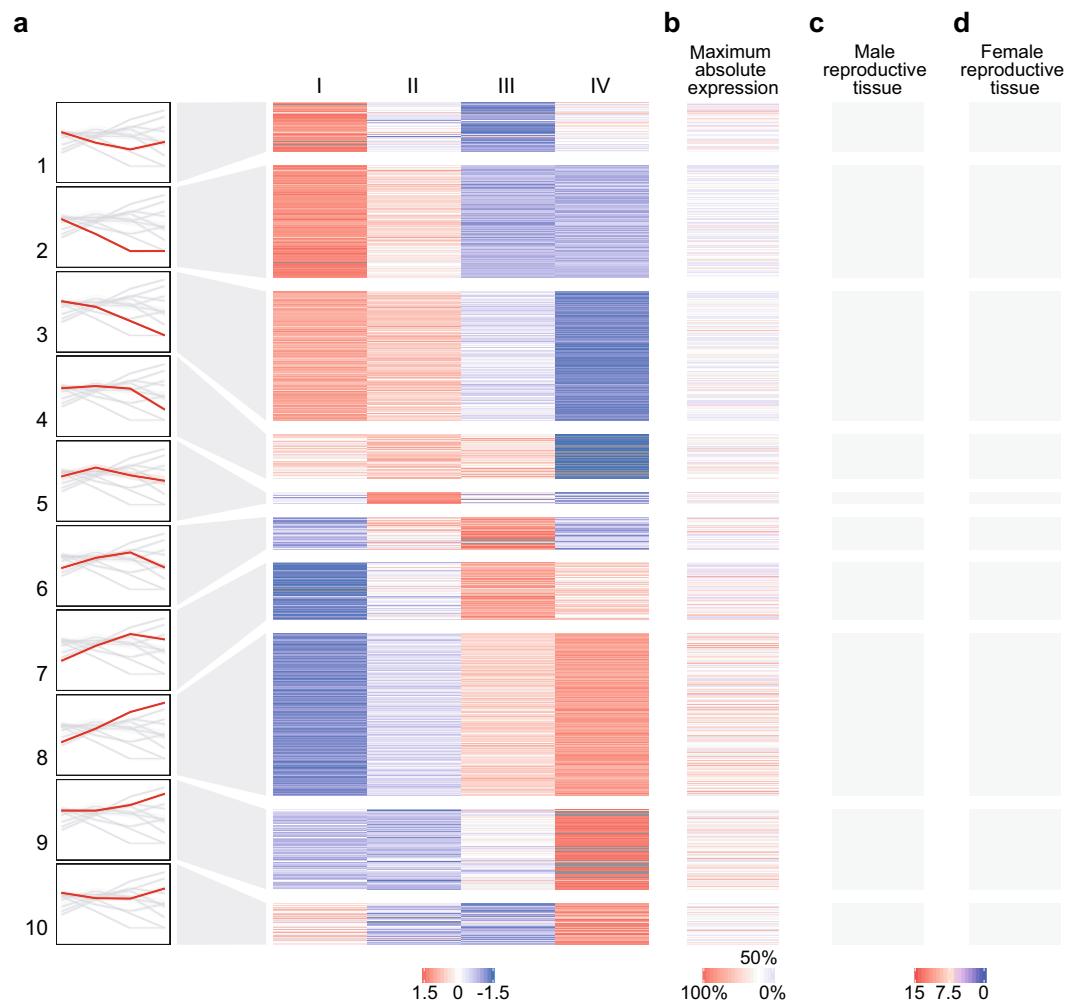 a
b
c
d
Maximum
absolute
expression
Male
reproductive
tissue
Female
reproductive
tissue
I II III IV
1
2
3
4
5
6
7
8
9
10
1.5 0 -1.5
50%
100% 0%
15 7.5 0